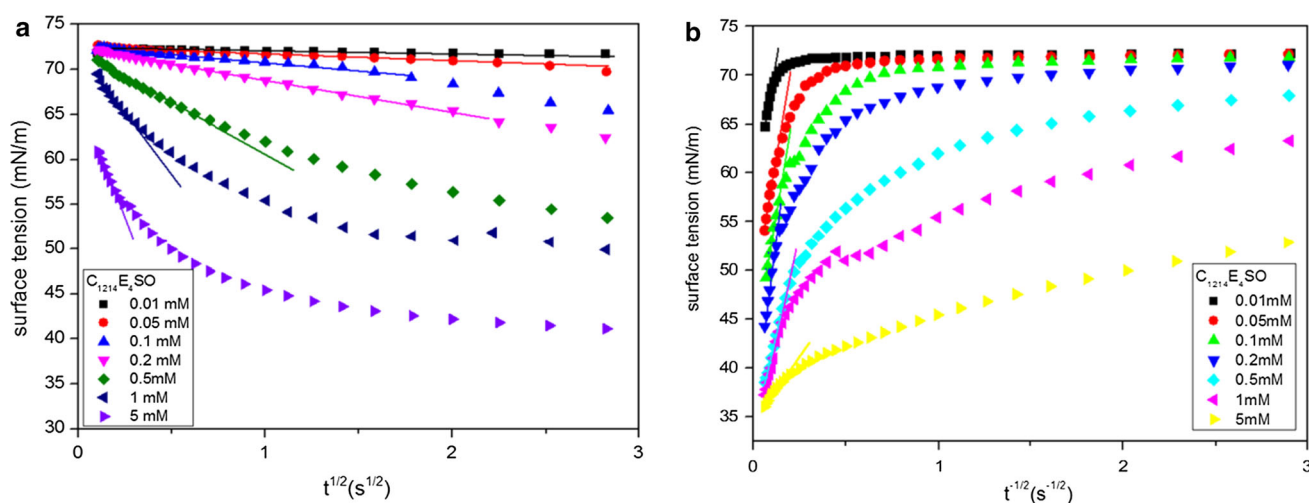 a
75
70
65
60
55
50
45
40
35
30
0
1
2
3
surface tension (mN/m)
t^1/2(s^1/2)
C1214E4SO
0.01 mM
0.05 mM
0.1 mM
0.2 mM
0.5mM
1 mM
5 mM
b
75
70
65
60
55
50
45
40
35
0
1
2
3
surface tension (mN/m)
t^-1/2(s^-1/2)
C1214E4SO
0.01mM
0.05mM
0.1mM
0.2mM
0.5mM
1mM
5mM